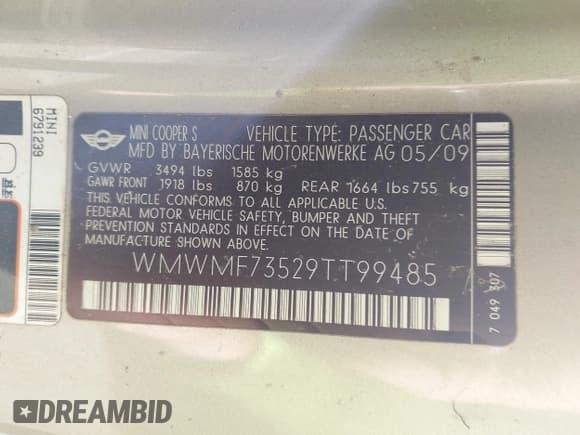 MINI
6791239
MINI COOPER S VEHICLE TYPE: PASSENGER CAR
MFD BY BAYERISCHE MOTORENWERKE AG 05/09
GVWR 3494 lbs 1585 kg
GAWR FRONT 1918 lbs 870 kg REAR 1664 lbs 755 kg
THIS VEHICLE CONFORMS TO ALL APPLICABLE U.S.
FEDERAL MOTOR VEHICLE SAFETY, BUMPER AND THEFT
PREVENTION STANDARDS IN EFFECT ON THE DATE OF
MANUFACTURE SHOWN ABOVE.
WMWMF73529TT99485
7 049 307
DREAMBID